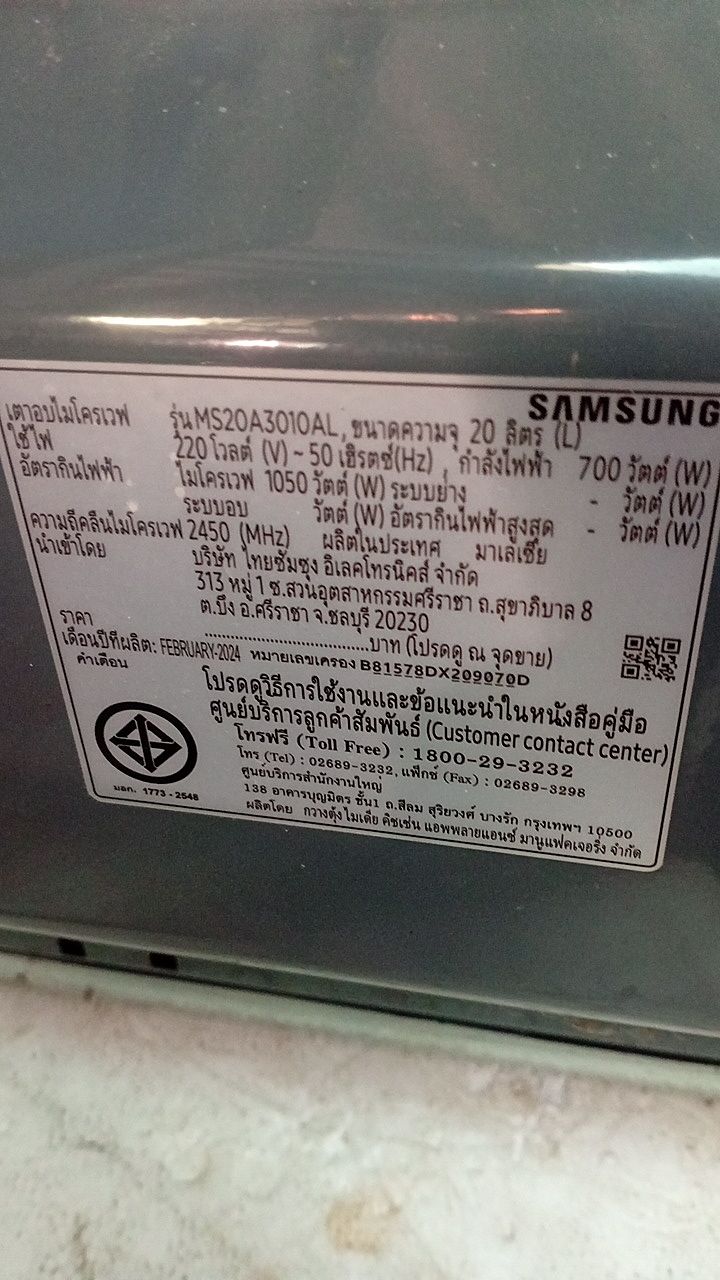 SAMSUNG
เตาอบไมโครเวฟ รุ่น MS20A3010AL, ขนาดความจุ 20 ลิตร (L)
ใช้ไฟ 220 โวลต์ (V) ~ 50 เฮิรตซ์(Hz) , กำลังไฟฟ้า 700 วัตต์ (W)
อัตรากินไฟฟ้า ไมโครเวฟ 1050 วัตต์ (W) ระบบย่าง - วัตต์ (W)
ระบบอบ วัตต์ (W) อัตรากินไฟฟ้าสูงสุด - วัตต์ (W)
ความถี่คลื่นไมโครเวฟ 2450 (MHz) ผลิตในประเทศ มาเลเซีย
นำเข้าโดย บริษัท ไทยซัมซุง อิเลคโทรนิคส์ จำกัด
313 หมู่ 1 ซ.สวนอุตสาหกรรมศรีราชา ถ.สุขาภิบาล 8
ต.บึง อ.ศรีราชา จ.ชลบุรี 20230
ราคา ..................................บาท (โปรดดู ณ จุดขาย)
เดือนปีที่ผลิต: FEBRUARY-2024 หมายเลขเครื่อง B81578DX209070D
คำเตือน โปรดดูวิธีการใช้งานและข้อแนะนำในหนังสือคู่มือ
ศูนย์บริการลูกค้าสัมพันธ์ (Customer contact center)
โทรฟรี (Toll Free) : 1800-29-3232
โทร (Tel) : 02689-3232, แฟ็กซ์ (Fax) : 02689-3298
ศูนย์บริการสำนักงานใหญ่
138 อาคารบุญมิตร ชั้น1 ถ.สีลม สุริยวงศ์ บางรัก กรุงเทพฯ 10500
ผลิตโดย กวางตุ้ง ไมเดีย คิชเช่น แอพพลายแอนซ์ มานูแฟคเจอริ่ง จำกัด
มอก. 1773 - 2548